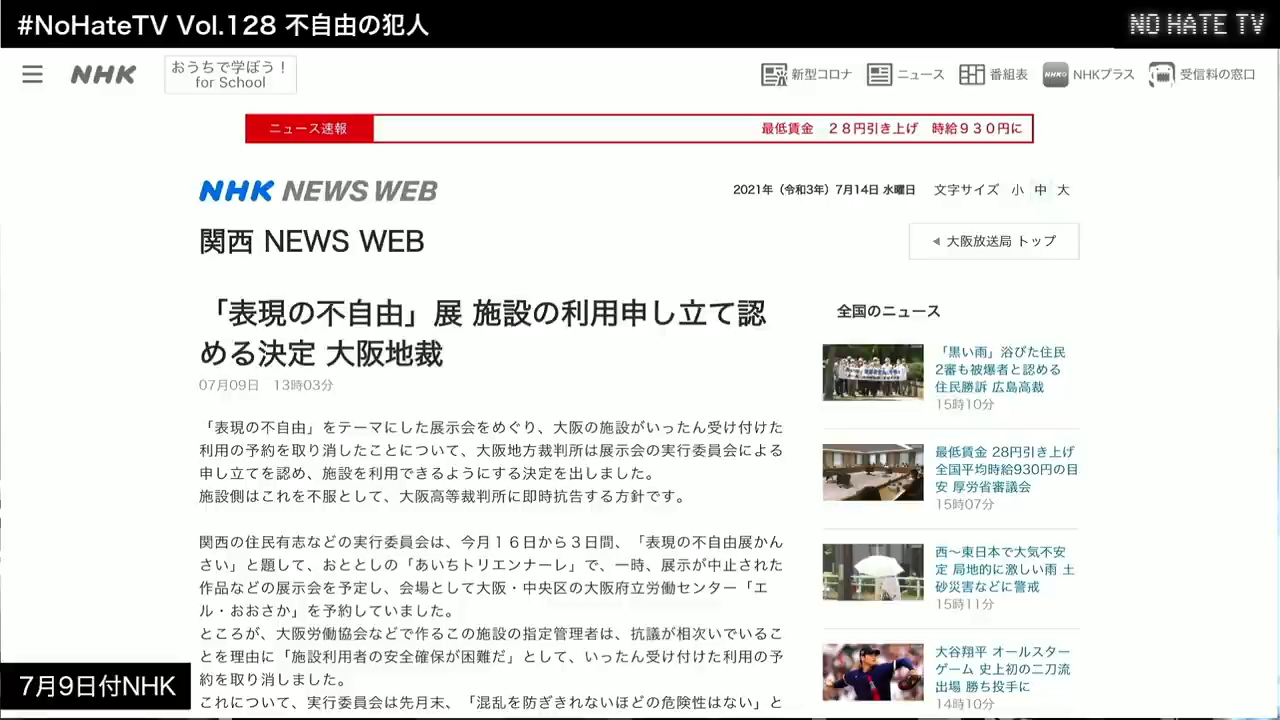 #NoHateTV Vol.128 不自由の犯人
NO HATE TV
NHK
おうちで学ぼう！
for School
新型コロナ
ニュース
番組表
NHKプラス
受信料の窓口
ニュース速報
最低賃金　２８円引き上げ　時給９３０円に
NHK NEWS WEB
2021年（令和3年）7月14日 水曜日
文字サイズ 小 中 大
関西 NEWS WEB
◀ 大阪放送局 トップ
「表現の不自由」展 施設の利用申し立て認
める決定 大阪地裁
07月09日　13時03分
「表現の不自由」をテーマにした展示会をめぐり、大阪の施設がいったん受け付けた
利用の予約を取り消したことについて、大阪地方裁判所は展示会の実行委員会による
申し立てを認め、施設を利用できるようにする決定を出しました。
施設側はこれを不服として、大阪高等裁判所に即時抗告する方針です。
関西の住民有志などの実行委員会は、今月１６日から３日間、「表現の不自由展かん
さい」と題して、おととしの「あいちトリエンナーレ」で、一時、展示が中止された
作品などの展示会を予定し、会場として大阪・中央区の大阪府立労働センター「エ
ル・おおさか」を予約していました。
ところが、大阪労働協会などで作るこの施設の指定管理者は、抗議が相次いでいるこ
とを理由に「施設利用者の安全確保が困難だ」として、いったん受け付けた利用の予
約を取り消しました。
これについて、実行委員会は先月末、「混乱を防ぎきれないほどの危険性はない」と
全国のニュース
「黒い雨」浴びた住民
2審も被爆者と認める
住民勝訴 広島高裁
15時10分
最低賃金 28円引き上げ
全国平均時給930円の目
安 厚労省審議会
15時07分
西～東日本で大気不安
定 局地的に激しい雨 土
砂災害などに警戒
15時11分
大谷翔平 オールスター
ゲーム 史上初の二刀流
出場 勝ち投手に
14時10分
7月9日付NHK